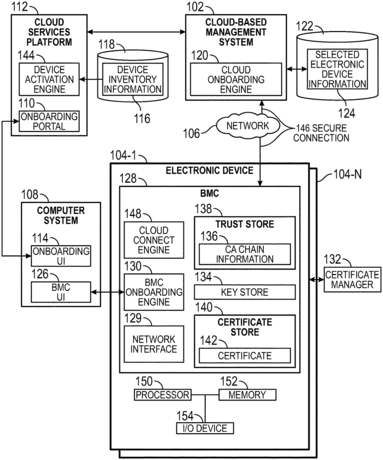 112
CLOUD
SERVICES
PLATFORM
144
DEVICE
ACTIVATION
ENGINE
110
ONBOARDING
PORTAL
118
DEVICE
INVENTORY
INFORMATION
116
102
CLOUD-BASED
MANAGEMENT
SYSTEM
120
CLOUD
ONBOARDING
ENGINE
122
SELECTED
ELECTRONIC
DEVICE
INFORMATION
124
106
NETWORK
146 SECURE
CONNECTION
104-1
ELECTRONIC DEVICE
104-N
128
BMC
108
COMPUTER
SYSTEM
114
ONBOARDING
UI
126
BMC
UI
148
CLOUD
CONNECT
ENGINE
130
BMC
ONBOARDING
ENGINE
129
NETWORK
INTERFACE
138
TRUST STORE
136
CA CHAIN
INFORMATION
134
KEY STORE
140
CERTIFICATE
STORE
142
CERTIFICATE
132
CERTIFICATE
MANAGER
150
PROCESSOR
152
MEMORY
154
I/O DEVICE